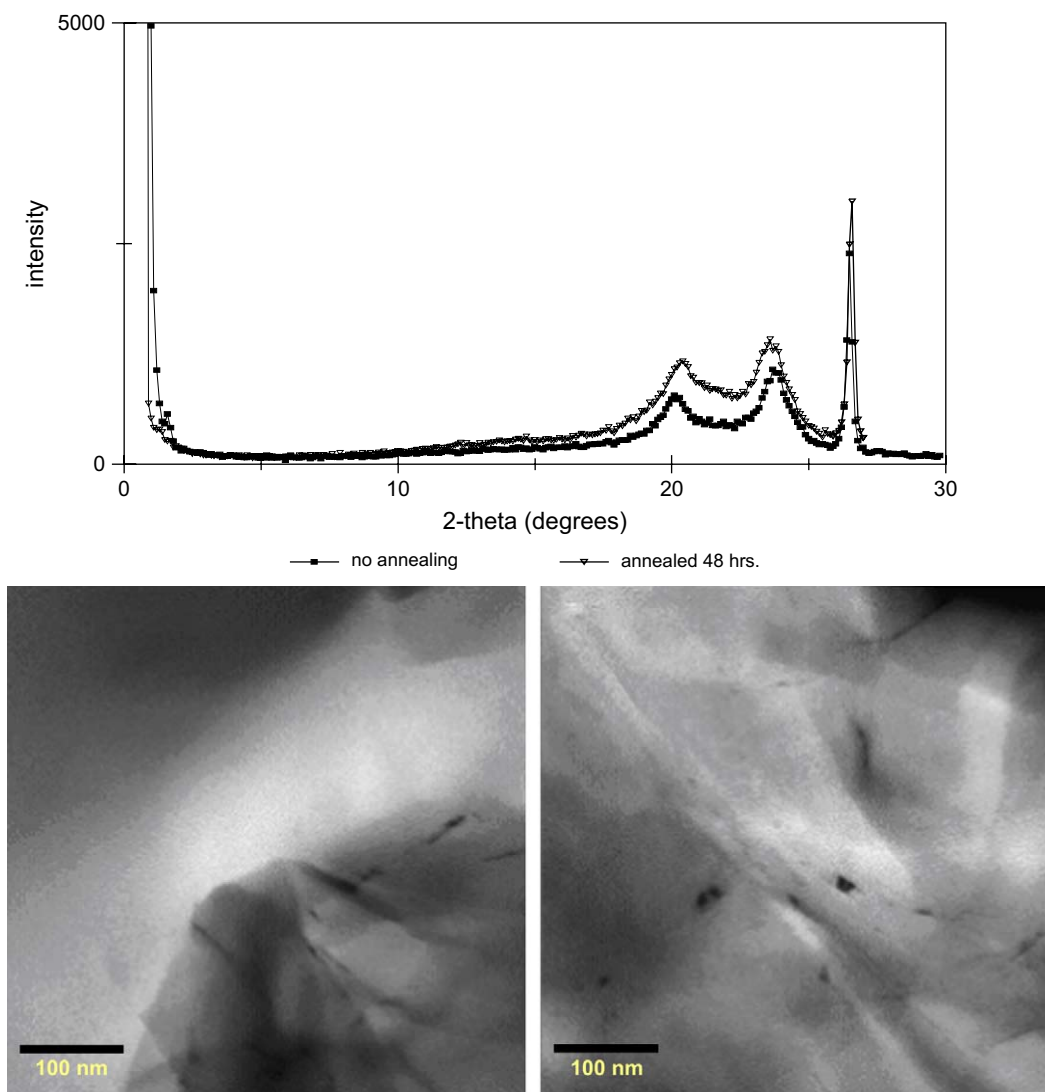 5000
intensity
0
0 10 20 30
2-theta (degrees)
no annealing annealed 48 hrs.
100 nm 100 nm